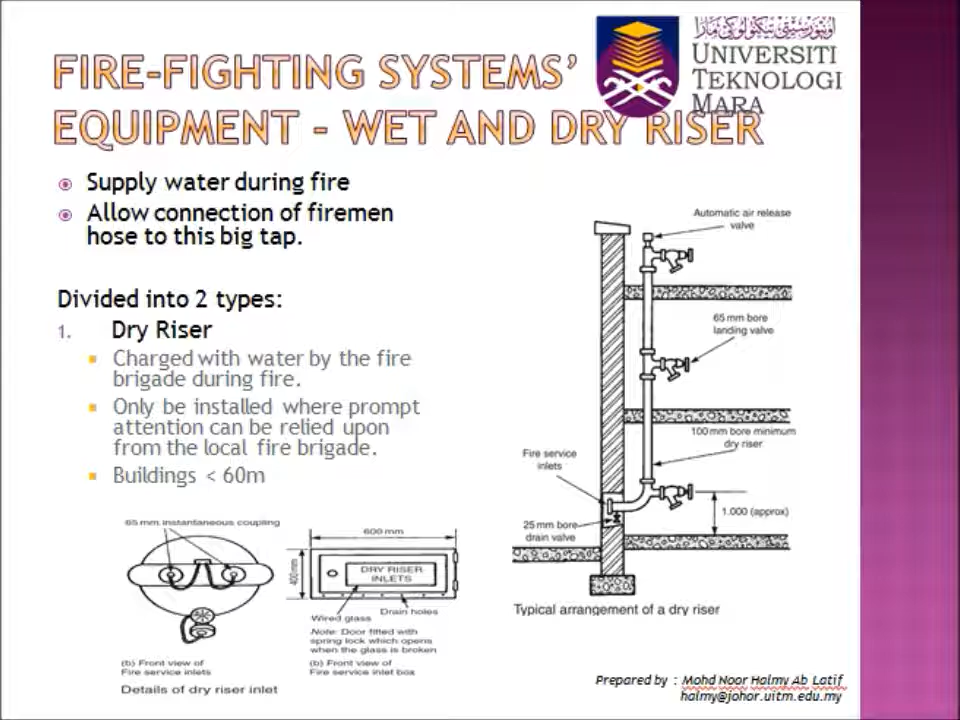 FIRE-FIGHTING SYSTEMS’
EQUIPMENT – WET AND DRY RISER
UNIVERSITI
TEKNOLOGI
MARA
Supply water during fire
Allow connection of firemen
hose to this big tap.
Divided into 2 types:
1. Dry Riser
Charged with water by the fire
brigade during fire.
Only be installed where prompt
attention can be relied upon
from the local fire brigade.
Buildings < 60m
65 mm instantaneous coupling
(b) Front view of
Fire service inlets
600 mm
400 mm
DRY RISER
INLETS
Drain holes
Wired glass
Note: Door fitted with
spring lock which opens
when the glass is broken
(b) Front view of
Fire service inlet box
Details of dry riser inlet
Automatic air release
valve
65 mm bore
landing valve
100 mm bore minimum
dry riser
Fire service
inlets
1.000 (approx)
25 mm bore
drain valve
Typical arrangement of a dry riser
Prepared by : Mohd Noor Halmy Ab Latif
halmy@johor.uitm.edu.my